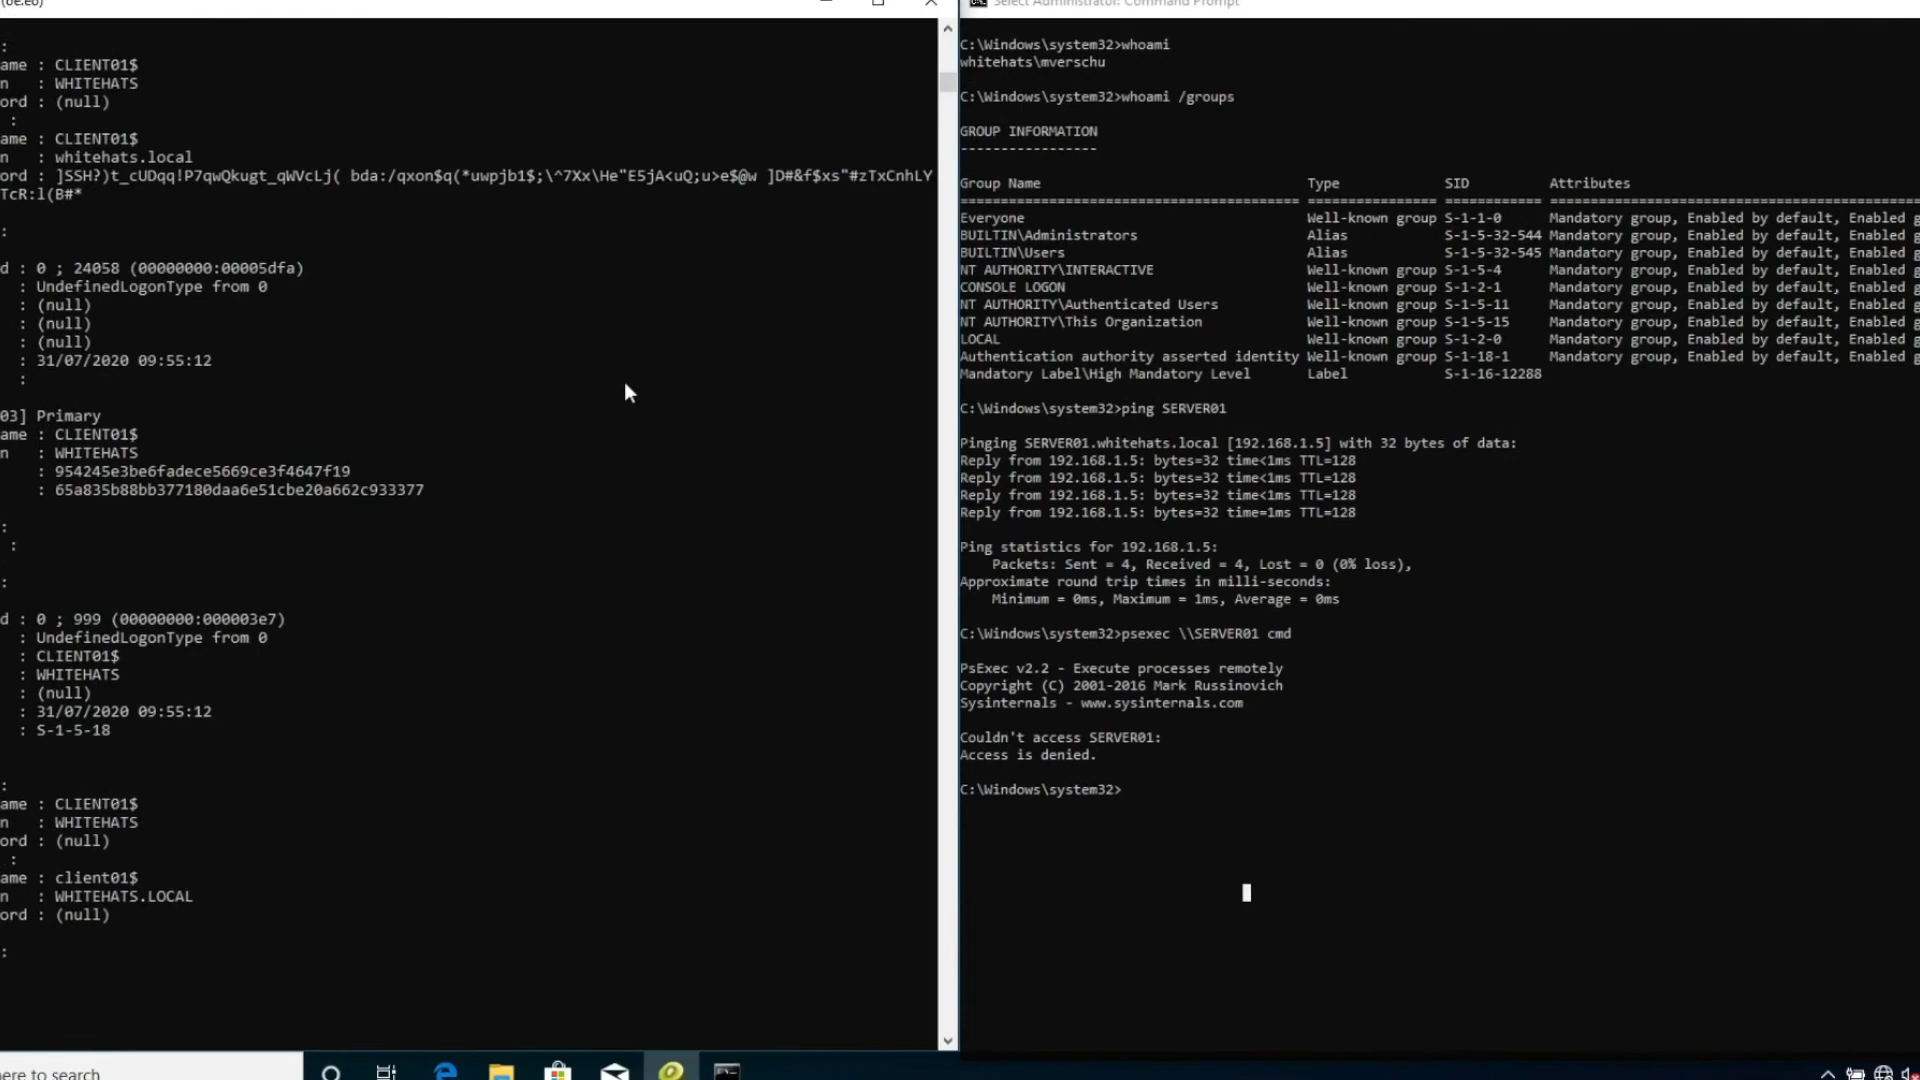 (oe.eo)
:
ame : CLIENT01$
n   : WHITEHATS
ord : (null)
:
ame : CLIENT01$
n   : whitehats.local
ord : ]SSH?)t_cUDqq!P7qwQkugt_qWVcLj( bda:/qxon$q(*uwpjb1$;\^7Xx\He"E5jA<uQ;u>e$@w ]D#&f$xs"#zTxCnhLY
TcR:l(B#*
:
d : 0 ; 24058 (00000000:00005dfa)
: UndefinedLogonType from 0
: (null)
: (null)
: (null)
: 31/07/2020 09:55:12
:
03] Primary
ame : CLIENT01$
n   : WHITEHATS
: 954245e3be6fadece5669ce3f4647f19
: 65a835b88bb377180daa6e51cbe20a662c933377
:
:
:
d : 0 ; 999 (00000000:000003e7)
: UndefinedLogonType from 0
: CLIENT01$
: WHITEHATS
: (null)
: 31/07/2020 09:55:12
: S-1-5-18
:
ame : CLIENT01$
n   : WHITEHATS
ord : (null)
:
ame : client01$
n   : WHITEHATS.LOCAL
ord : (null)
:
here to search
Select Administrator: Command Prompt
C:\Windows\system32>whoami
whitehats\mverschu
C:\Windows\system32>whoami /groups
GROUP INFORMATION
-----------------
Group Name Type SID Attributes
========================================== ================ ============ ===============================================
Everyone Well-known group S-1-1-0 Mandatory group, Enabled by default, Enabled g
BUILTIN\Administrators Alias S-1-5-32-544 Mandatory group, Enabled by default, Enabled g
BUILTIN\Users Alias S-1-5-32-545 Mandatory group, Enabled by default, Enabled g
NT AUTHORITY\INTERACTIVE Well-known group S-1-5-4 Mandatory group, Enabled by default, Enabled g
CONSOLE LOGON Well-known group S-1-2-1 Mandatory group, Enabled by default, Enabled g
NT AUTHORITY\Authenticated Users Well-known group S-1-5-11 Mandatory group, Enabled by default, Enabled g
NT AUTHORITY\This Organization Well-known group S-1-5-15 Mandatory group, Enabled by default, Enabled g
LOCAL Well-known group S-1-2-0 Mandatory group, Enabled by default, Enabled g
Authentication authority asserted identity Well-known group S-1-18-1 Mandatory group, Enabled by default, Enabled g
Mandatory Label\High Mandatory Level Label S-1-16-12288
C:\Windows\system32>ping SERVER01
Pinging SERVER01.whitehats.local [192.168.1.5] with 32 bytes of data:
Reply from 192.168.1.5: bytes=32 time<1ms TTL=128
Reply from 192.168.1.5: bytes=32 time<1ms TTL=128
Reply from 192.168.1.5: bytes=32 time<1ms TTL=128
Reply from 192.168.1.5: bytes=32 time=1ms TTL=128
Ping statistics for 192.168.1.5:
Packets: Sent = 4, Received = 4, Lost = 0 (0% loss),
Approximate round trip times in milli-seconds:
Minimum = 0ms, Maximum = 1ms, Average = 0ms
C:\Windows\system32>psexec \\SERVER01 cmd
PsExec v2.2 - Execute processes remotely
Copyright (C) 2001-2016 Mark Russinovich
Sysinternals - www.sysinternals.com
Couldn't access SERVER01:
Access is denied.
C:\Windows\system32>